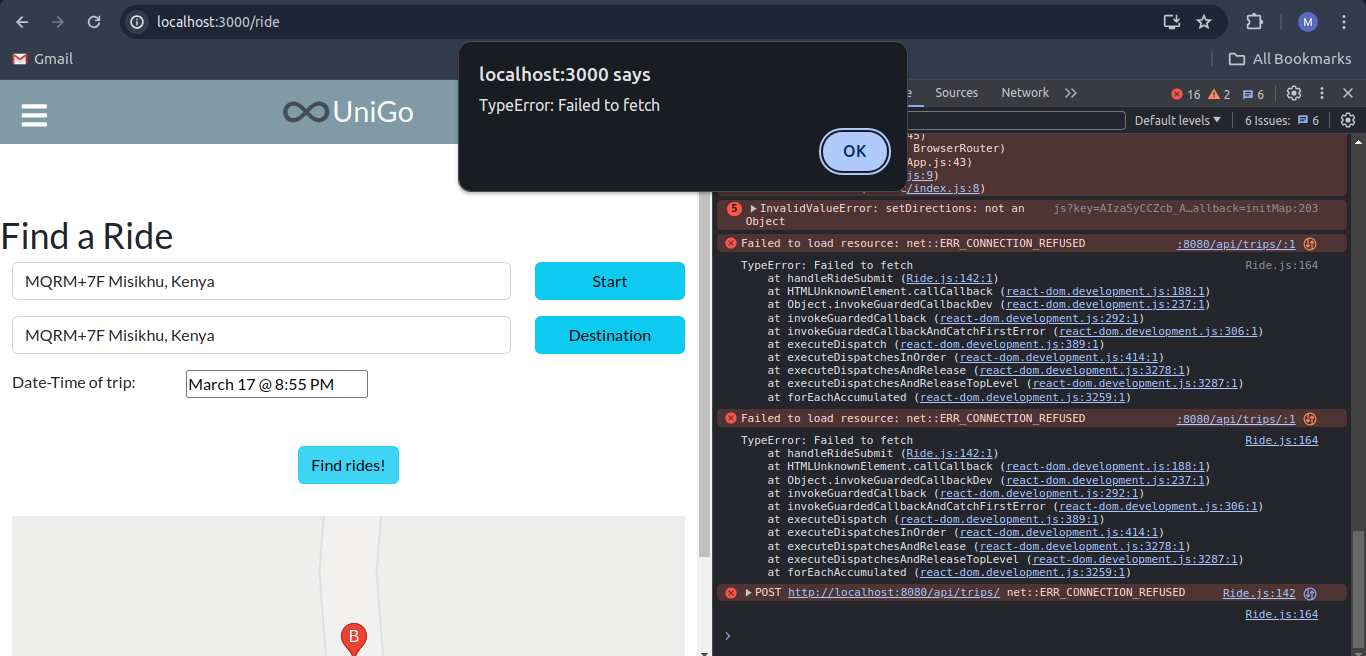 localhost:3000/ride
M
Gmail
All Bookmarks
localhost:3000 says
TypeError: Failed to fetch
OK
UniGo
Sources
Network
16
2
6
Default levels
6 Issues:
6
Find a Ride
MQRM+7F Misikhu, Kenya
Start
MQRM+7F Misikhu, Kenya
Destination
Date-Time of trip:
March 17 @ 8:55 PM
Find rides!
B
45)
BrowserRouter)
App.js:43)
js:9)
/index.js:8)
5
InvalidValueError: setDirections: not an Object
js?key=AIzaSyCCZcb_A…allback=initMap:203
Failed to load resource: net::ERR_CONNECTION_REFUSED
:8080/api/trips/:1
TypeError: Failed to fetch
Ride.js:164
at handleRideSubmit (Ride.js:142:1)
at HTMLUnknownElement.callCallback (react-dom.development.js:188:1)
at Object.invokeGuardedCallbackDev (react-dom.development.js:237:1)
at invokeGuardedCallback (react-dom.development.js:292:1)
at invokeGuardedCallbackAndCatchFirstError (react-dom.development.js:306:1)
at executeDispatch (react-dom.development.js:389:1)
at executeDispatchesInOrder (react-dom.development.js:414:1)
at executeDispatchesAndRelease (react-dom.development.js:3278:1)
at executeDispatchesAndReleaseTopLevel (react-dom.development.js:3287:1)
at forEachAccumulated (react-dom.development.js:3259:1)
Failed to load resource: net::ERR_CONNECTION_REFUSED
:8080/api/trips/:1
TypeError: Failed to fetch
Ride.js:164
at handleRideSubmit (Ride.js:142:1)
at HTMLUnknownElement.callCallback (react-dom.development.js:188:1)
at Object.invokeGuardedCallbackDev (react-dom.development.js:237:1)
at invokeGuardedCallback (react-dom.development.js:292:1)
at invokeGuardedCallbackAndCatchFirstError (react-dom.development.js:306:1)
at executeDispatch (react-dom.development.js:389:1)
at executeDispatchesInOrder (react-dom.development.js:414:1)
at executeDispatchesAndRelease (react-dom.development.js:3278:1)
at executeDispatchesAndReleaseTopLevel (react-dom.development.js:3287:1)
at forEachAccumulated (react-dom.development.js:3259:1)
POST http://localhost:8080/api/trips/ net::ERR_CONNECTION_REFUSED
Ride.js:142
Ride.js:164